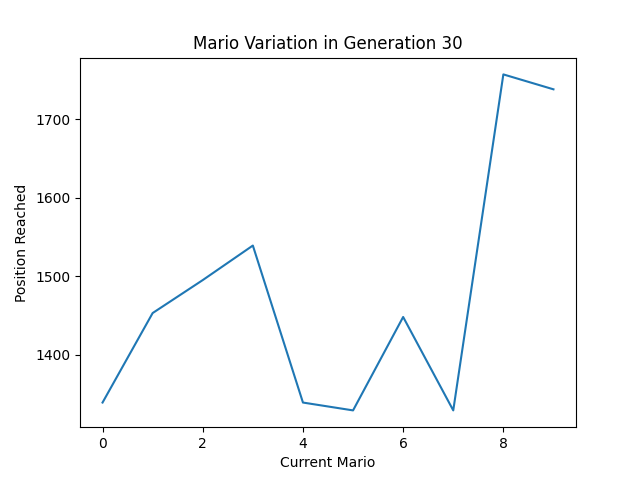 Mario Variation in Generation 30
Position Reached
1700
1600
1500
1400
0 2 4 6 8
Current Mario